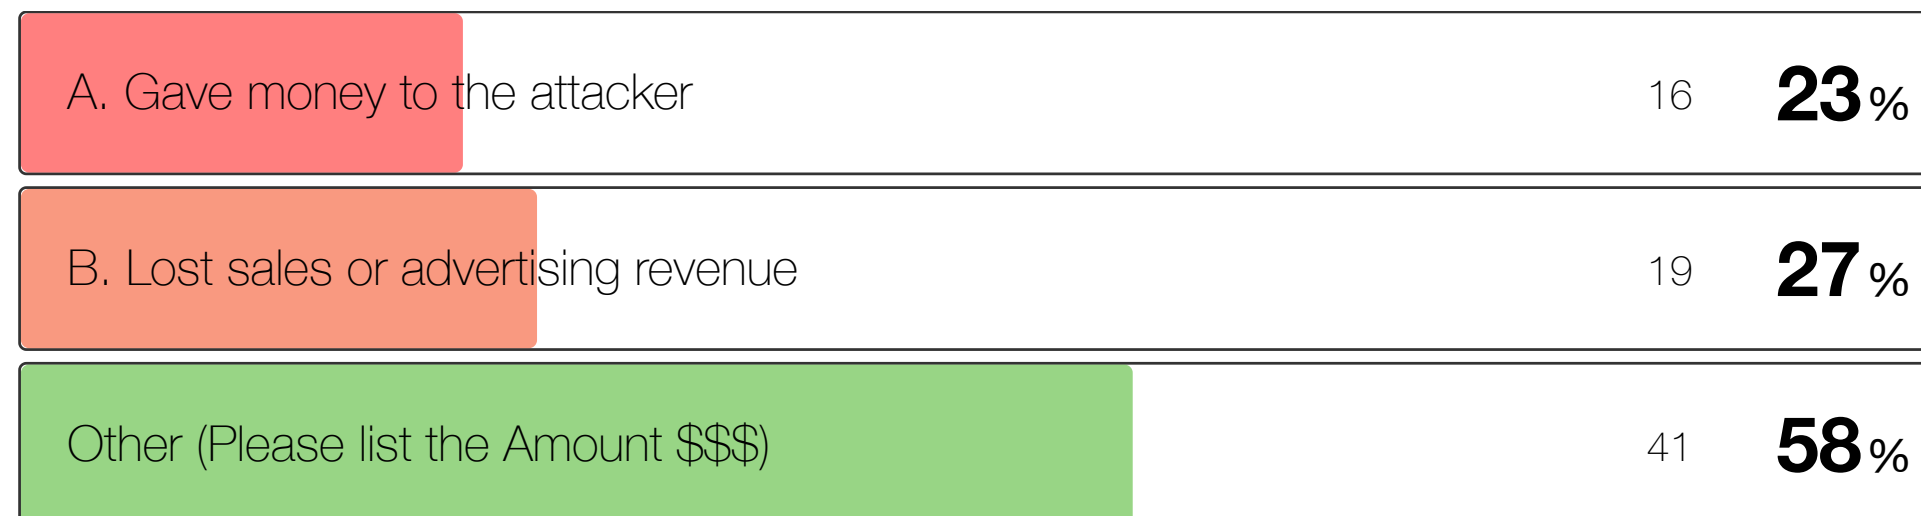 A. Gave money to the attacker 16 23%
B. Lost sales or advertising revenue 19 27%
Other (Please list the Amount $$$) 41 58%